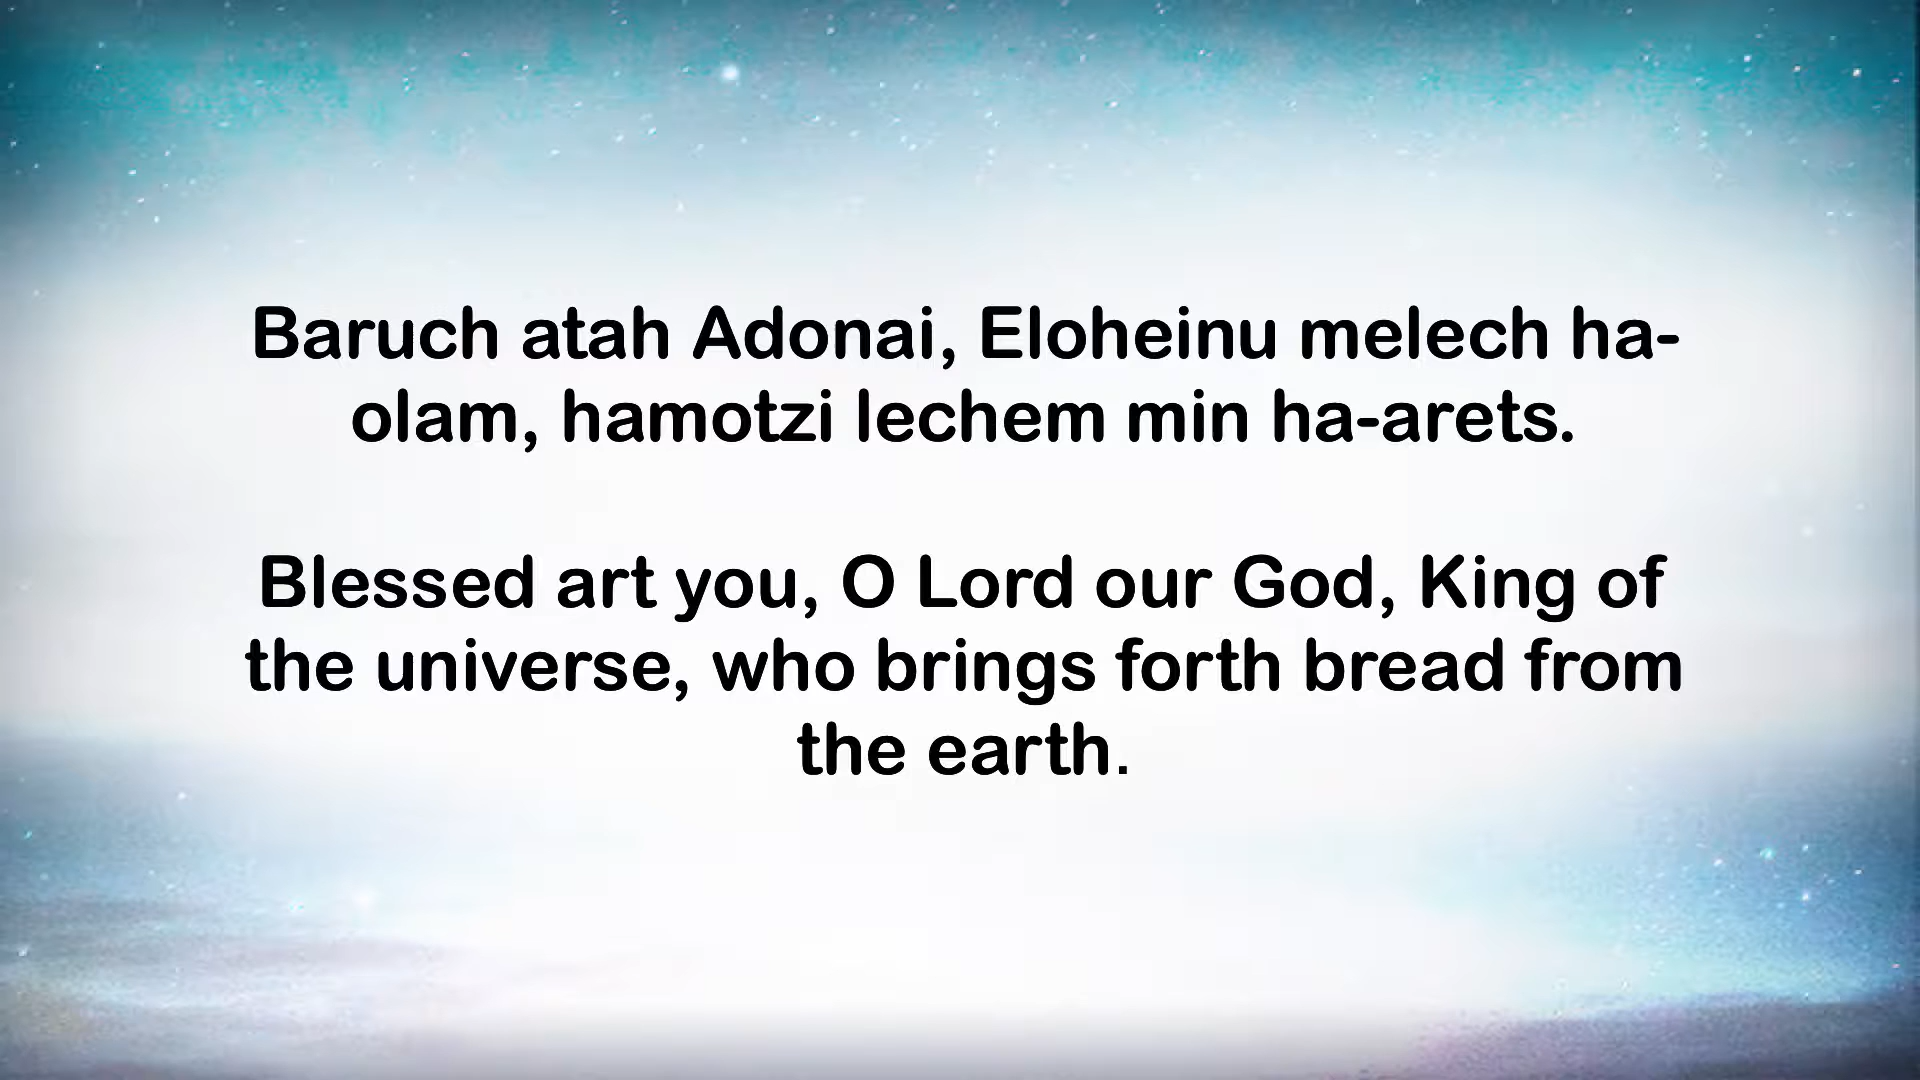 Baruch atah Adonai, Eloheinu melech ha-
olam, hamotzi lechem min ha-arets.
Blessed art you, O Lord our God, King of
the universe, who brings forth bread from
the earth.